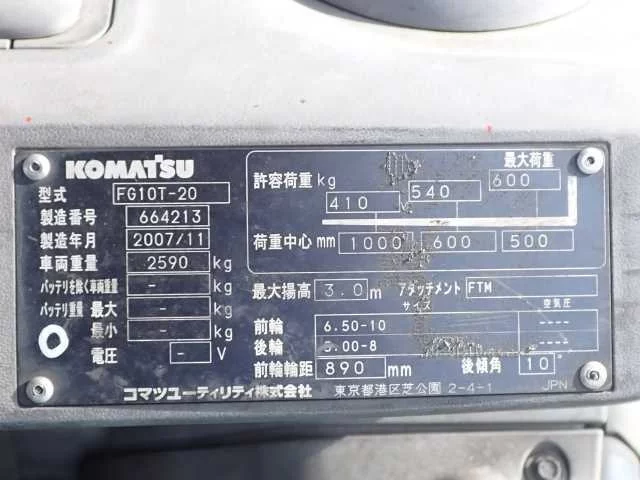 KOMATSU
型式 FG10T-20
製造番号 664213
製造年月 2007/11
車両重量 2590 kg
バッテリを除く車両重量 - kg
バッテリ重量 最大 - kg
最小 - kg
電圧 - V
最大荷重
許容荷重 kg 410 540 600
荷重中心 mm 1000 600 500
最大揚高 3.0 m アタッチメント FTM
サイズ 空気圧
前輪 6.50-10 ----
後輪 5.00-8 ----
前輪輪距 890 mm 後傾角 10°
コマツユーティリティ株式会社 東京都港区芝公園 2-4-1 JPN